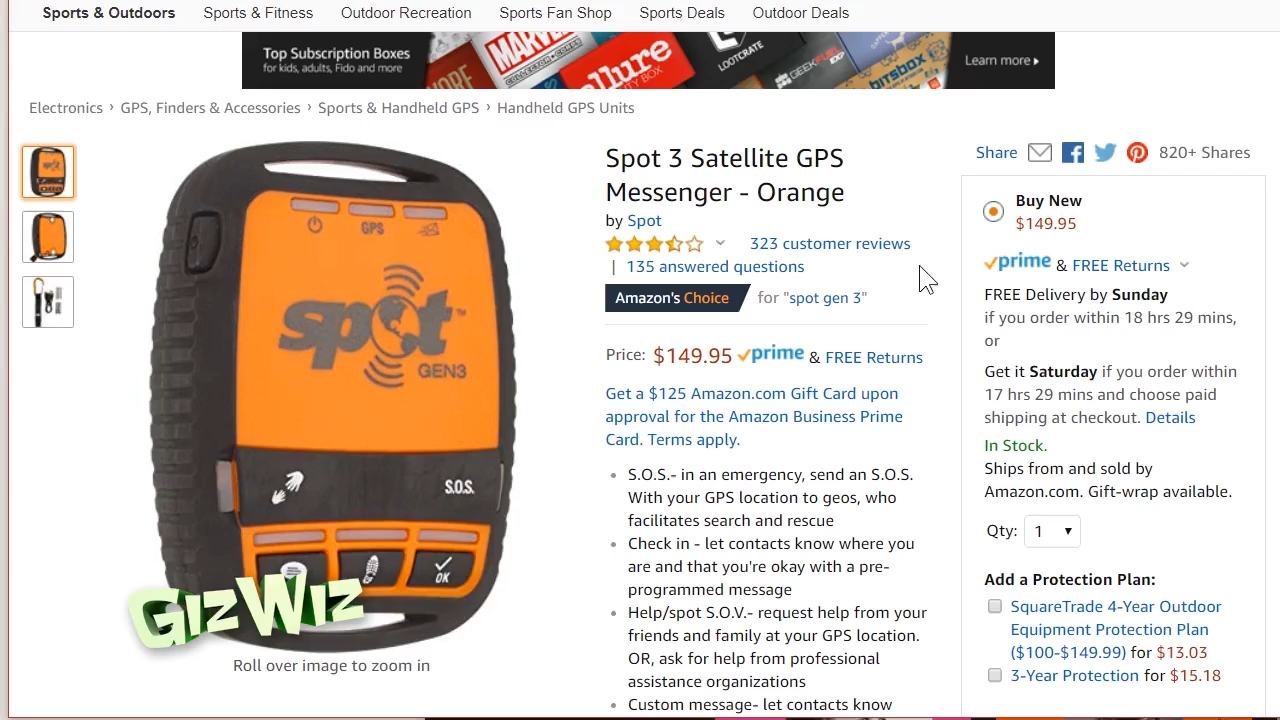 Sports & Outdoors Sports & Fitness Outdoor Recreation Sports Fan Shop Sports Deals Outdoor Deals
Top Subscription Boxes
for kids, adults, Fido and more
MARVEL
COLLECTOR CORPS
allure
BEAUTY BOX
LOOTCRATE
GEEKFUEL
EXP
bitsbox
Learn more
Electronics › GPS, Finders & Accessories › Sports & Handheld GPS › Handheld GPS Units
GPS
spot
™
GEN3
S.O.S.
OK
GizWiz
Roll over image to zoom in
Spot 3 Satellite GPS
Messenger - Orange
by Spot
323 customer reviews
| 135 answered questions
Amazon's Choice for "spot gen 3"
Price: $149.95 prime & FREE Returns
Get a $125 Amazon.com Gift Card upon
approval for the Amazon Business Prime
Card. Terms apply.
• S.O.S.- in an emergency, send an S.O.S.
With your GPS location to geos, who
facilitates search and rescue
• Check in - let contacts know where you
are and that you're okay with a pre-
programmed message
• Help/spot S.O.V.- request help from your
friends and family at your GPS location.
OR, ask for help from professional
assistance organizations
• Custom message- let contacts know
Share 820+ Shares
Buy New
$149.95
prime & FREE Returns
FREE Delivery by Sunday
if you order within 18 hrs 29 mins,
or
Get it Saturday if you order within
17 hrs 29 mins and choose paid
shipping at checkout. Details
In Stock.
Ships from and sold by
Amazon.com. Gift-wrap available.
Qty: 1
Add a Protection Plan:
SquareTrade 4-Year Outdoor
Equipment Protection Plan
($100-$149.99) for $13.03
3-Year Protection for $15.18